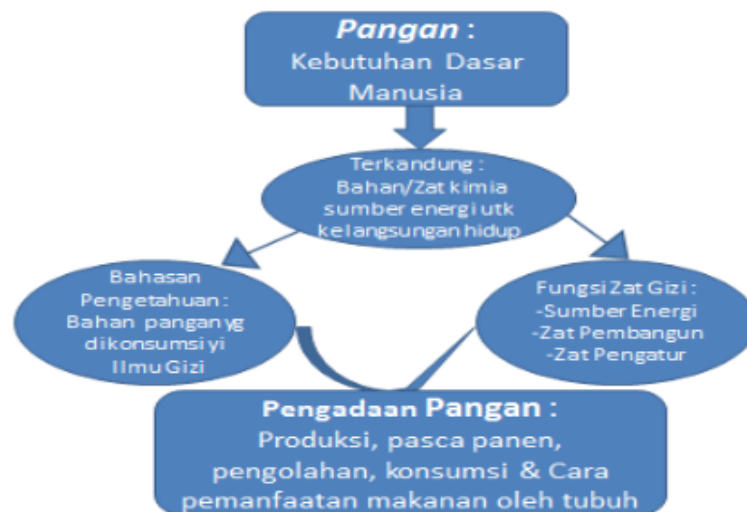 Pangan :
Kebutuhan Dasar
Manusia
Terkandung :
Bahan/Zat kimia
sumber energi utk
kelangsungan hidup
Bahasan
Pengetahuan :
Bahan pangan yg
dikonsumsi yi
Ilmu Gizi
Fungsi Zat Gizi :
-Sumber Energi
-Zat Pembangun
-Zat Pengatur
Pengadaan Pangan :
Produksi, pasca panen,
pengolahan, konsumsi & Cara
pemanfaatan makanan oleh tubuh